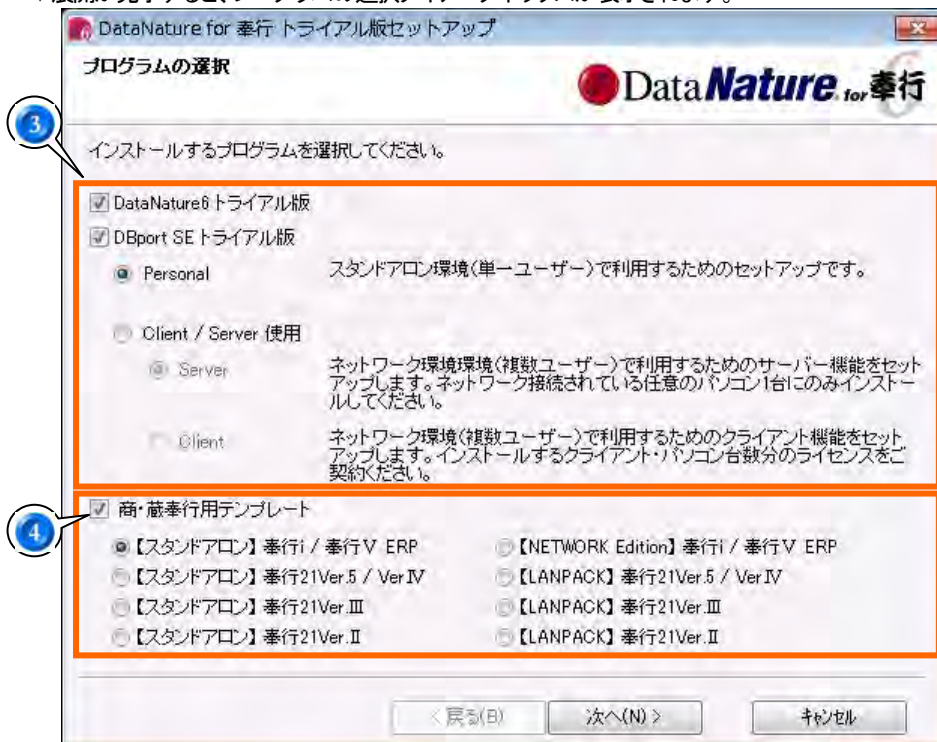 DataNature for 奉行 トライアル版セットアップ
プログラムの選択
DataNature for 奉行
3
インストールするプログラムを選択してください。
DataNature6 トライアル版
DBport SE トライアル版
Personal
スタンドアロン環境(単一ユーザー)で利用するためのセットアップです。
Client / Server 使用
Server
ネットワーク環境環境(複数ユーザー)で利用するためのサーバー機能をセット
アップします。ネットワーク接続されている任意のパソコン1台にのみインストー
ルしてください。
Client
ネットワーク環境(複数ユーザー)で利用するためのクライアント機能をセット
アップします。インストールするクライアント・パソコン台数分のライセンスをご
契約ください。
4
商・蔵奉行用テンプレート
【スタンドアロン】奉行i / 奉行V ERP
【NETWORK Edition】奉行i / 奉行V ERP
【スタンドアロン】奉行21Ver.5 / VerⅣ
【LANPACK】奉行21Ver.5 / VerⅣ
【スタンドアロン】奉行21Ver.Ⅲ
【LANPACK】奉行21Ver.Ⅲ
【スタンドアロン】奉行21Ver.Ⅱ
【LANPACK】奉行21Ver.Ⅱ
< 戻る(B)
次へ(N) >
キャンセル